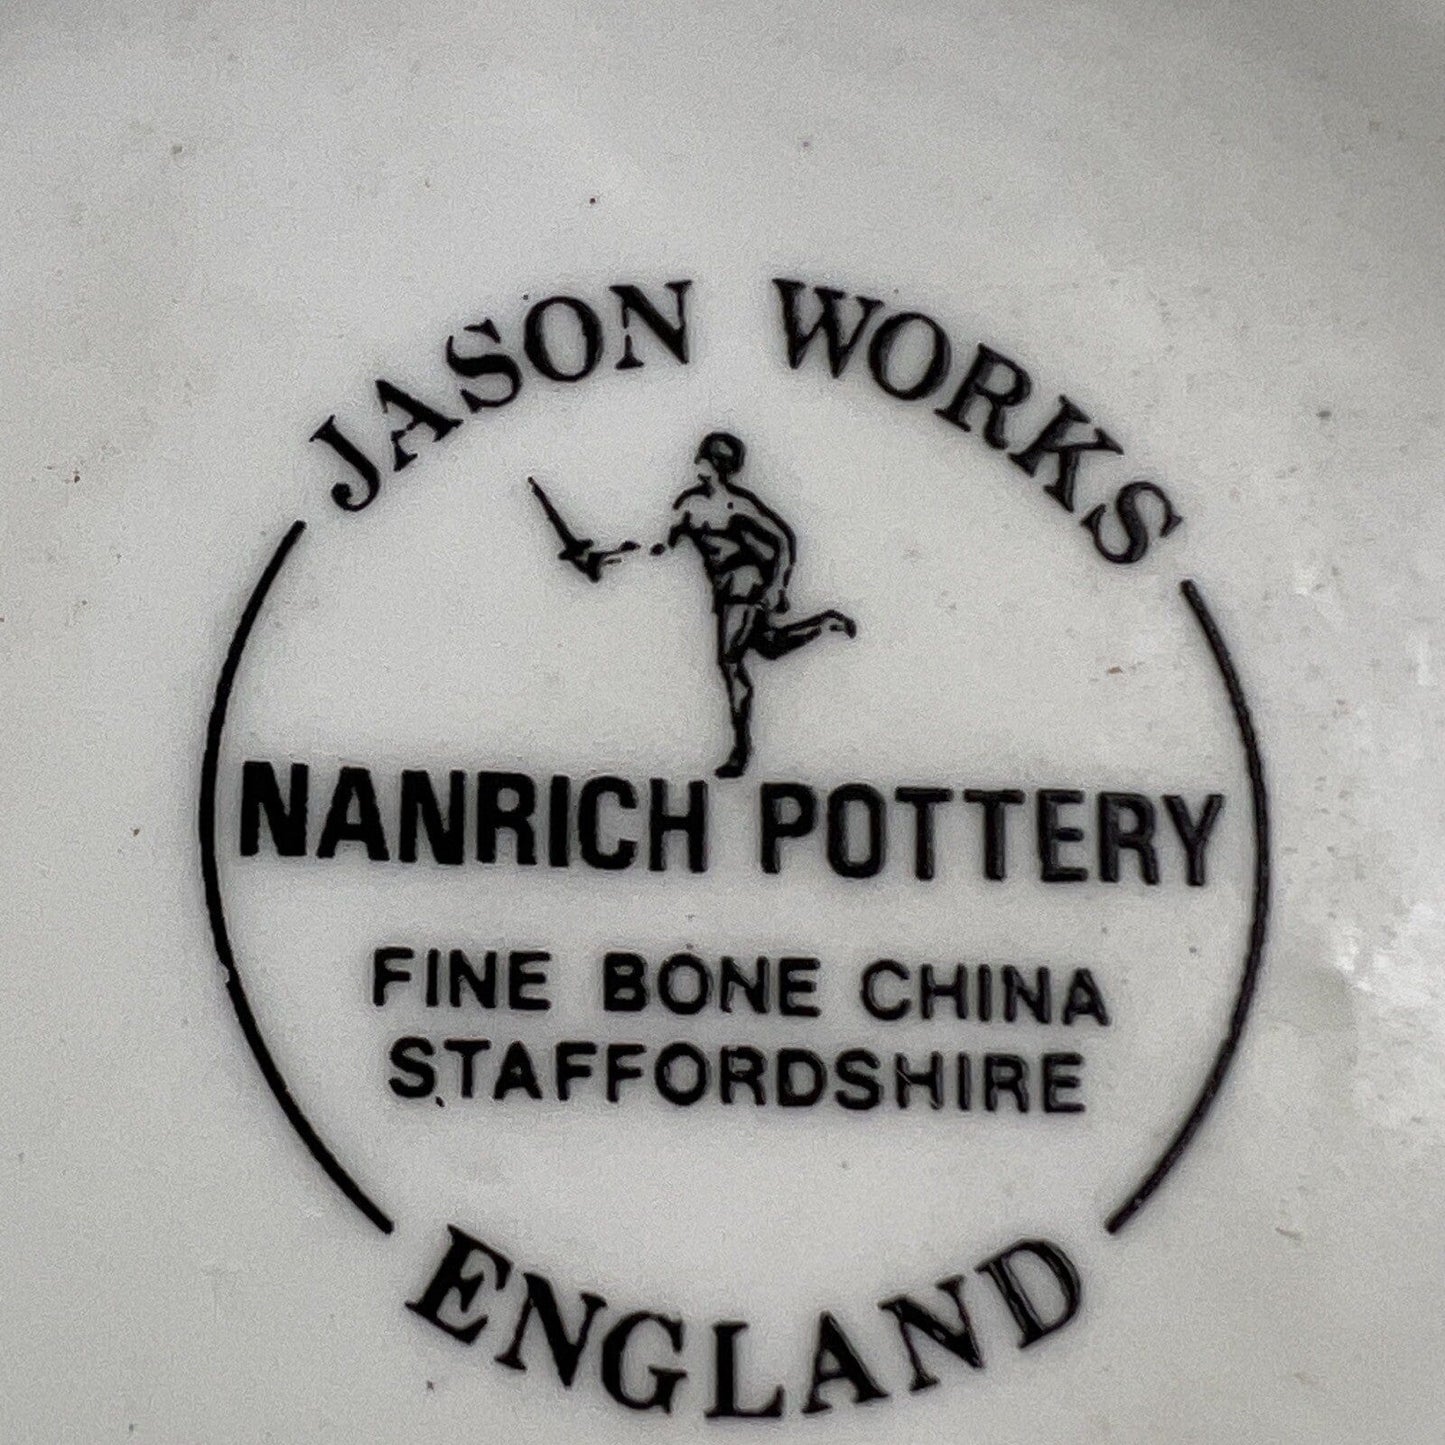 JASON WORKS
NANRICH POTTERY
FINE BONE CHINA
STAFFORDSHIRE
ENGLAND